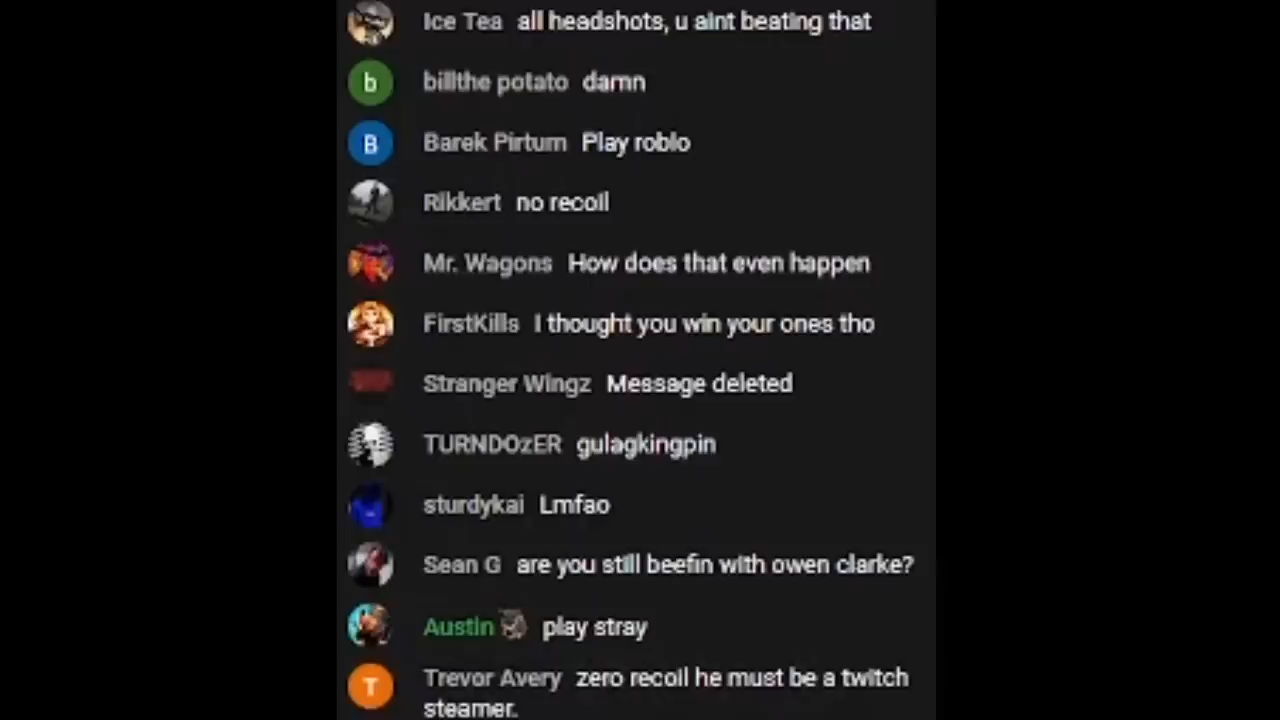 Ice Tea all headshots, u aint beating that
b billthe potato damn
B Barek Pirtum Play roblo
Rikkert no recoil
Mr. Wagons How does that even happen
FirstKills I thought you win your ones tho
Stranger Wingz Message deleted
TURNDOzER gulagkingpin
sturdykai Lmfao
Sean G are you still beefin with owen clarke?
Austin play stray
T Trevor Avery zero recoil he must be a twitch
steamer.